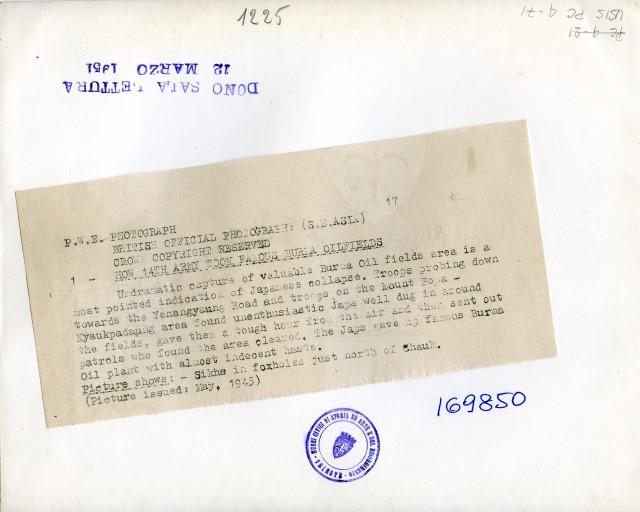 1225
USIS PC 9-71
PC 9-21
DONO SALA LETTURA
12 MARZO 1951
17
P.W.E. PHOTOGRAPH
BRITISH OFFICIAL PHOTOGRAPH: (S.E.ASIA)
CROWN COPYRIGHT RESERVED
1 - HOW 14TH ARMY TOOK FAMOUS BURMA OILFIELDS
Undramatic capture of valuable Burma Oil fields area is a
most pointed indication of Japanese collapse. Troops probing down
towards the Yenangyaung Road and troops on the Mount Popa -
Kyaukpadaung area found unenthusiastic Japs well dug in around
the fields, gave them a tough hour from the air and then sent out
patrols who found the area cleared. The Japs gave up famous Burma
Oil plant with almost indecent haste.
Picture shows: - Sikhs in foxholes just north of Chauk.
(Picture issued: May, 1945)
169850